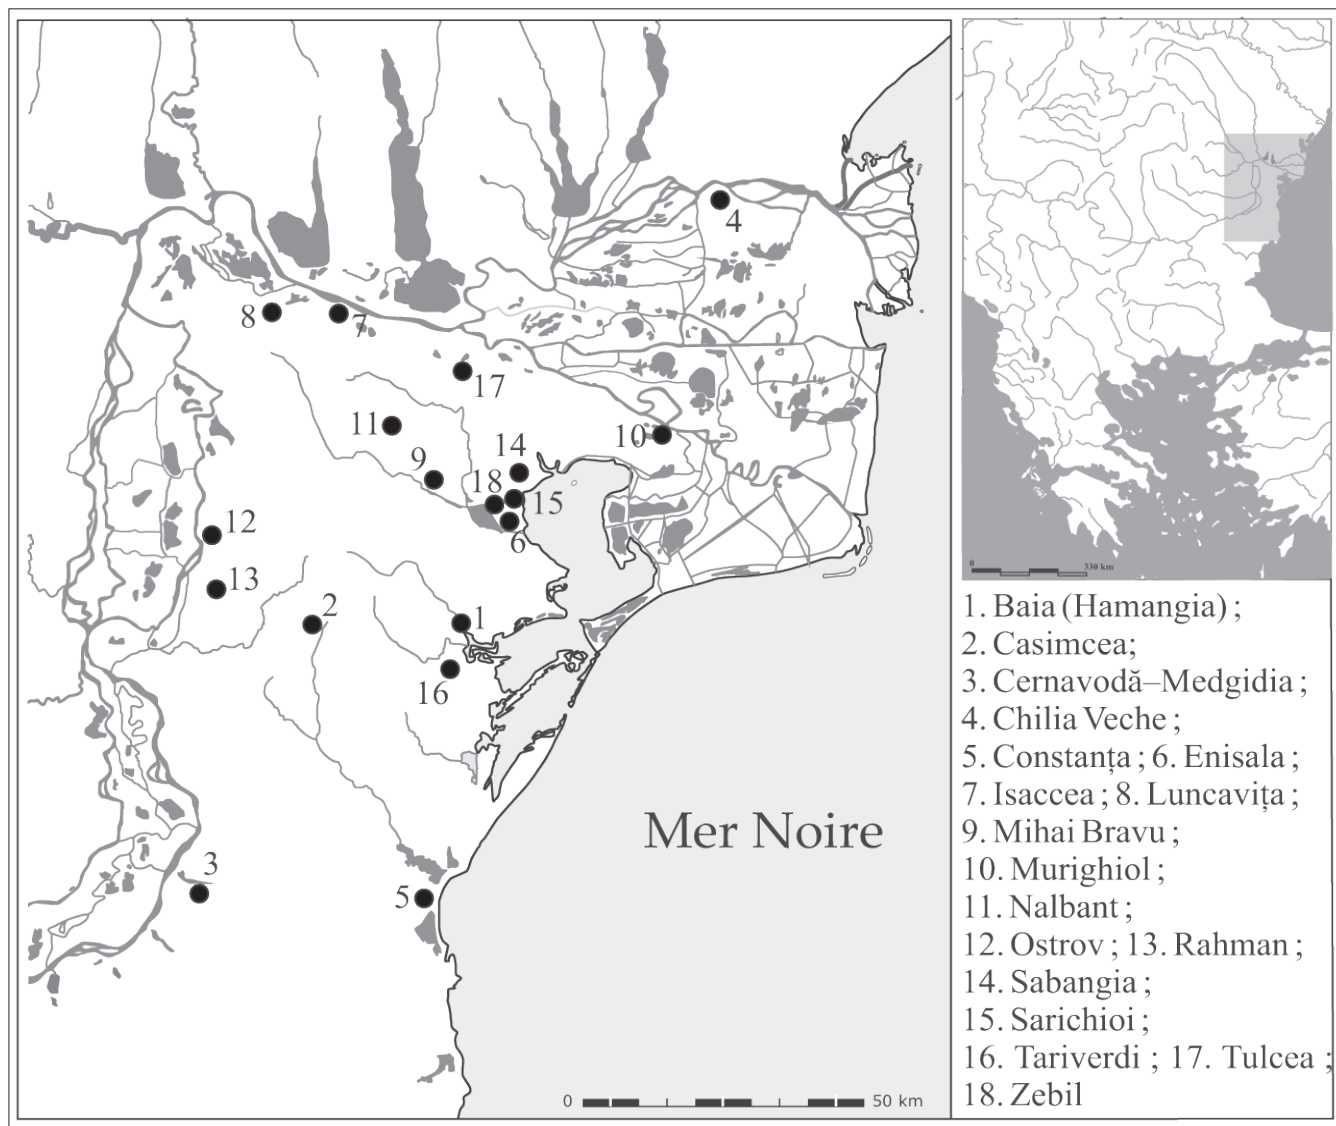 4
8
7
17
11
10
9
14
18
15
6
12
13
2
1
16
Mer Noire
3
5
0 50 km
0 330 km
1. Baia (Hamangia) ;
2. Casimcea;
3. Cernavodă–Medgidia ;
4. Chilia Veche ;
5. Constanța ; 6. Enisala ;
7. Isaccea ; 8. Luncavița ;
9. Mihai Bravu ;
10. Murighiol ;
11. Nalbant ;
12. Ostrov ; 13. Rahman ;
14. Sabangia ;
15. Sarichioi ;
16. Tariverdi ; 17. Tulcea ;
18. Zebil